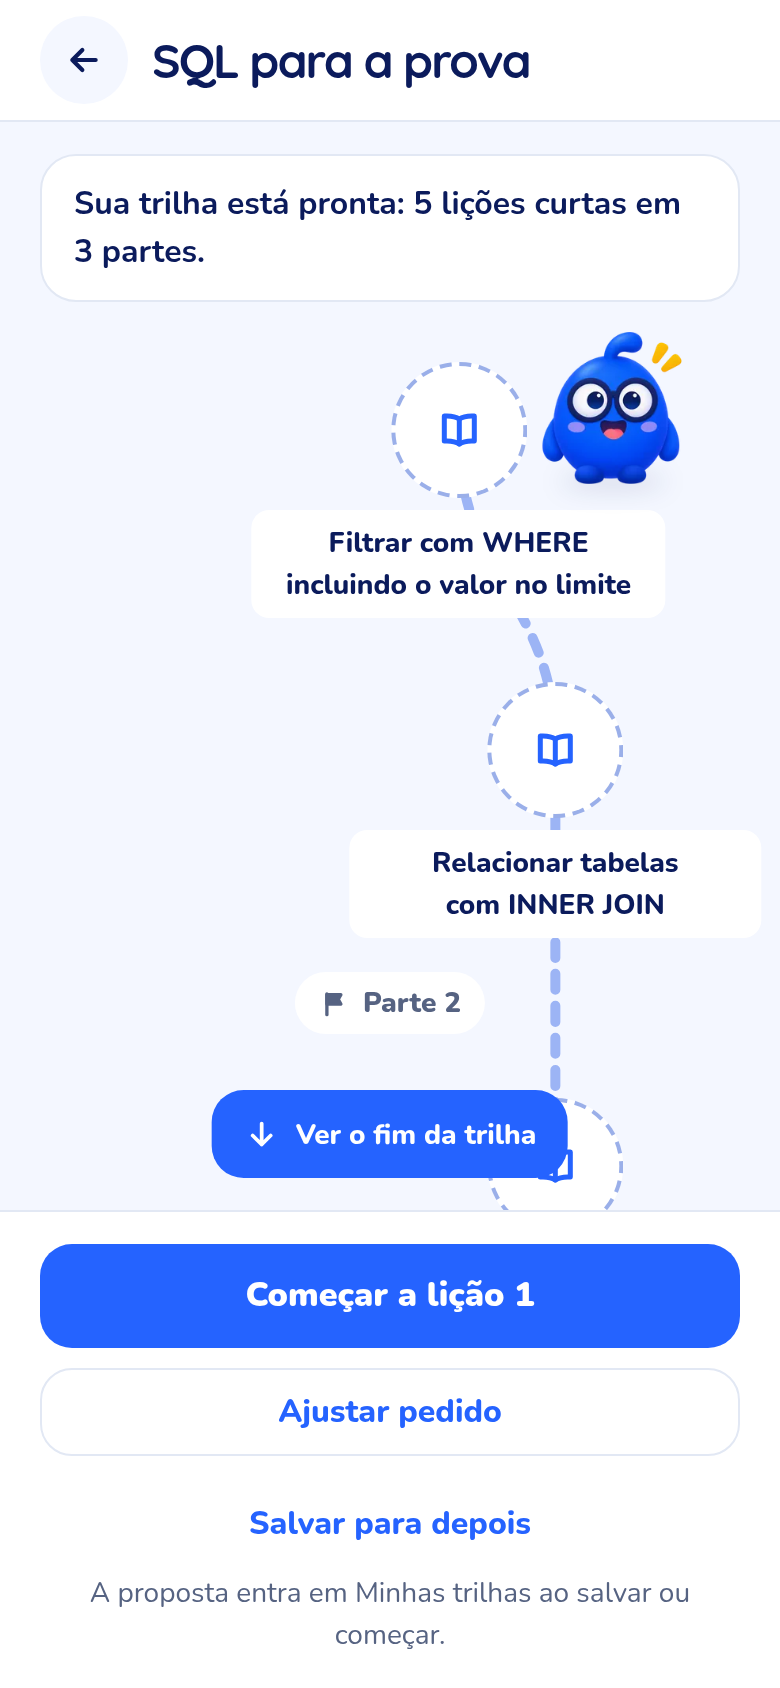 SQL para a prova
Sua trilha está pronta: 5 lições curtas em
3 partes.
Filtrar com WHERE
incluindo o valor no limite
Relacionar tabelas
com INNER JOIN
Parte 2
Ver o fim da trilha
Começar a lição 1
Ajustar pedido
Salvar para depois
A proposta entra em Minhas trilhas ao salvar ou
começar.